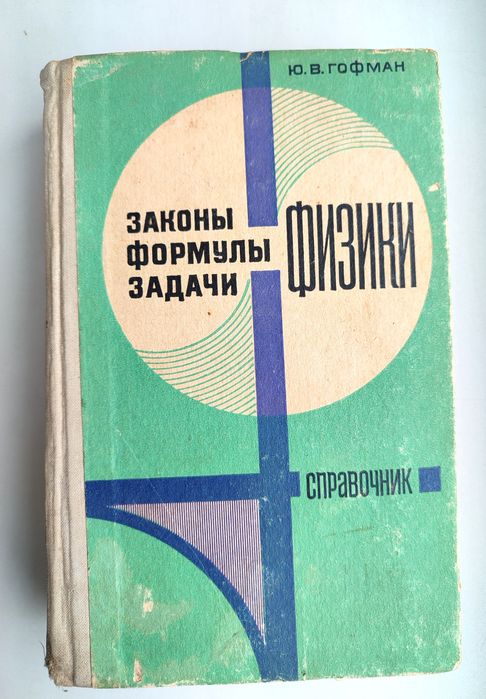 Ю. В. ГОФМАН
ЗАКОНЫ
ФОРМУЛЫ
ЗАДАЧИ
ФИЗИКИ
СПРАВОЧНИК